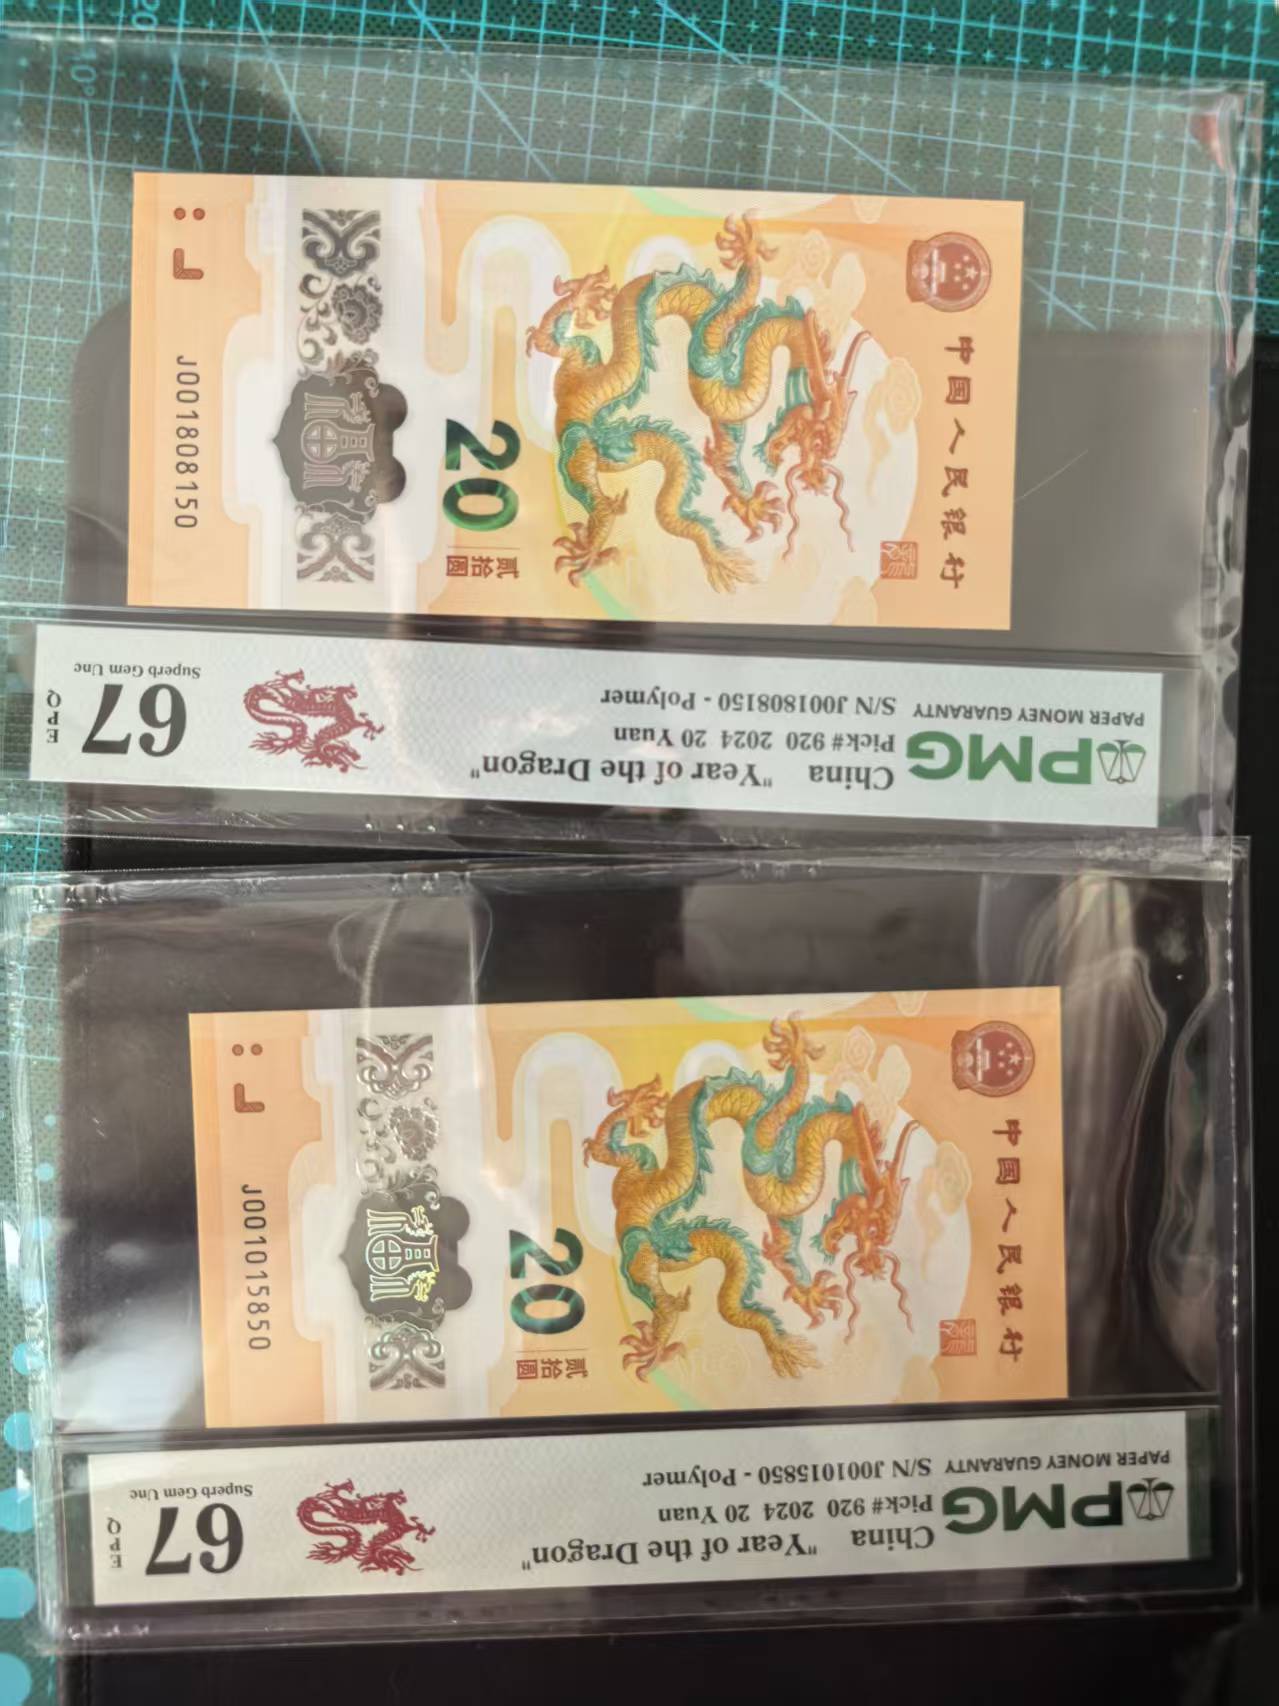 J001808150
20
贰拾圆
中国人民银行
PMG
PAPER MONEY GUARANTY
China "Year of the Dragon"
Pick# 920 2024 20 Yuan
S/N J001808150 - Polymer
67
Superb Gem Unc
EPQ
J001015850
20
贰拾圆
中国人民银行
PMG
PAPER MONEY GUARANTY
China "Year of the Dragon"
Pick# 920 2024 20 Yuan
S/N J001015850 - Polymer
67
Superb Gem Unc
EPQ